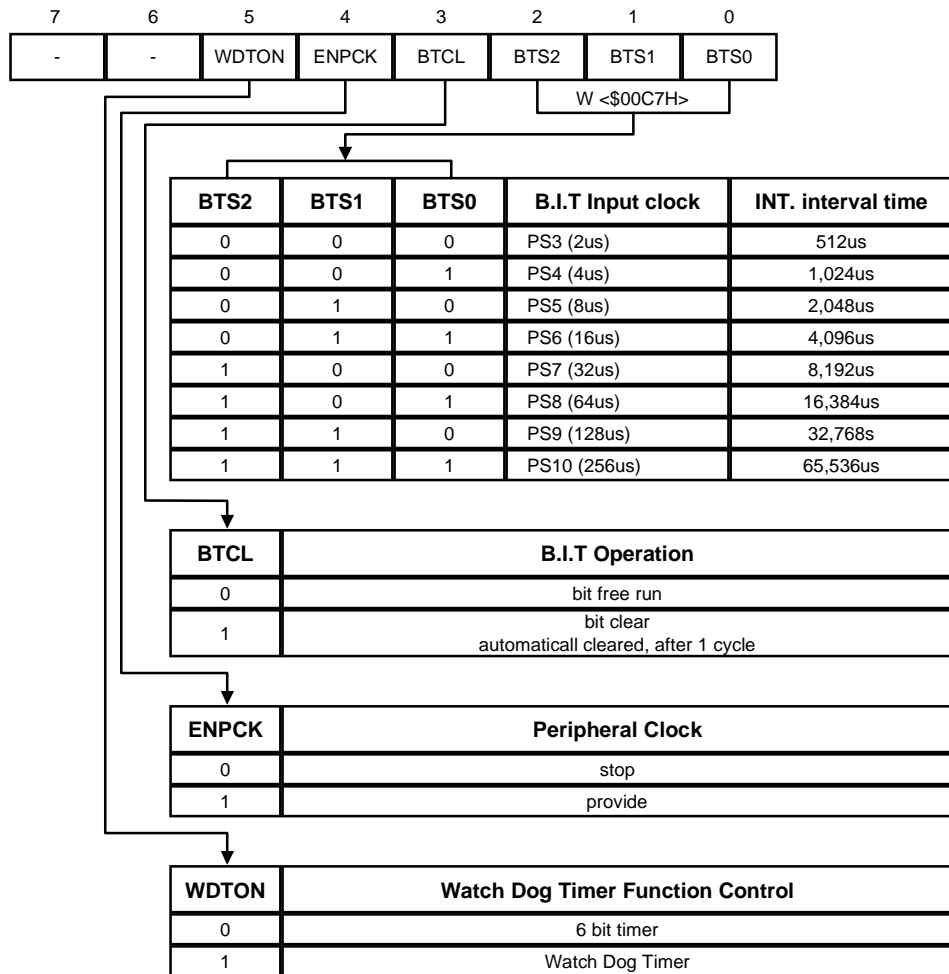 7 6 5 4 3 2 1 0
- - WDTON ENPCK BTCL BTS2 BTS1 BTS0
W <$00C7H>
BTS2 BTS1 BTS0 B.I.T Input clock INT. interval time
0 0 0 PS3 (2us) 512us
0 0 1 PS4 (4us) 1,024us
0 1 0 PS5 (8us) 2,048us
0 1 1 PS6 (16us) 4,096us
1 0 0 PS7 (32us) 8,192us
1 0 1 PS8 (64us) 16,384us
1 1 0 PS9 (128us) 32,768s
1 1 1 PS10 (256us) 65,536us
BTCL B.I.T Operation
0 bit free run
1 bit clear
automaticall cleared, after 1 cycle
ENPCK Peripheral Clock
0 stop
1 provide
WDTON Watch Dog Timer Function Control
0 6 bit timer
1 Watch Dog Timer